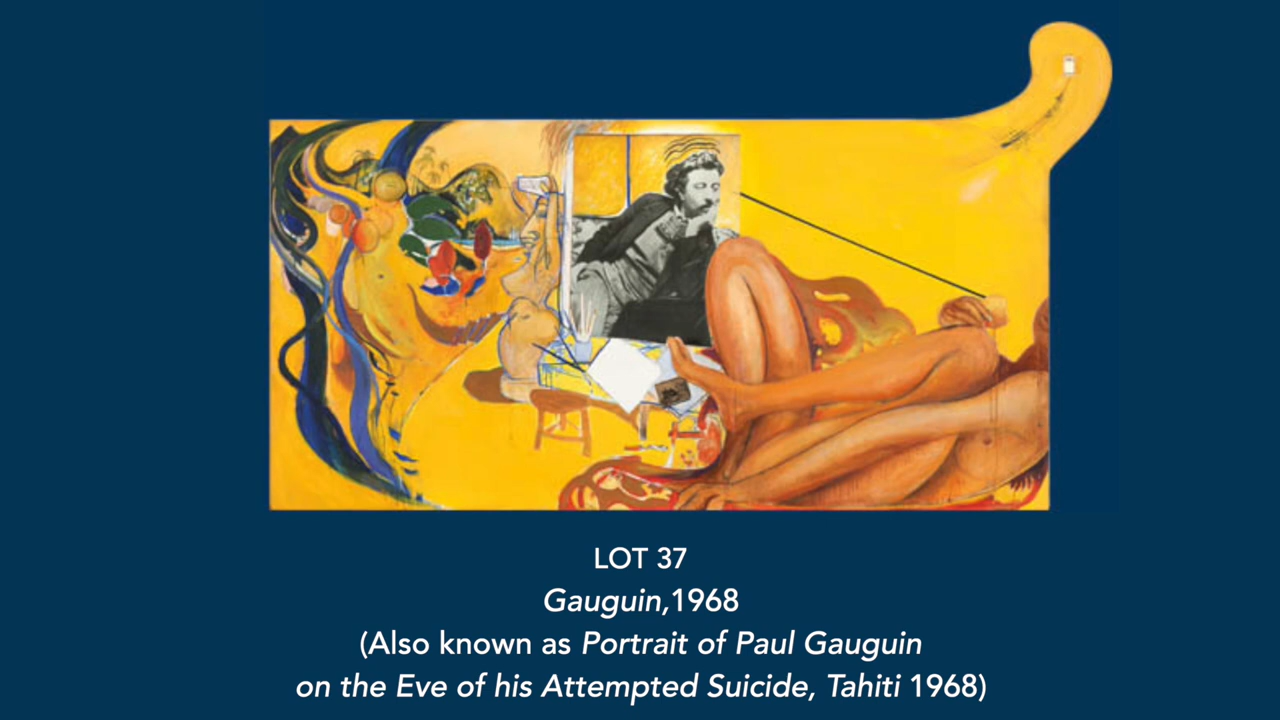 LOT 37
Gauguin,1968
(Also known as Portrait of Paul Gauguin
on the Eve of his Attempted Suicide, Tahiti 1968)